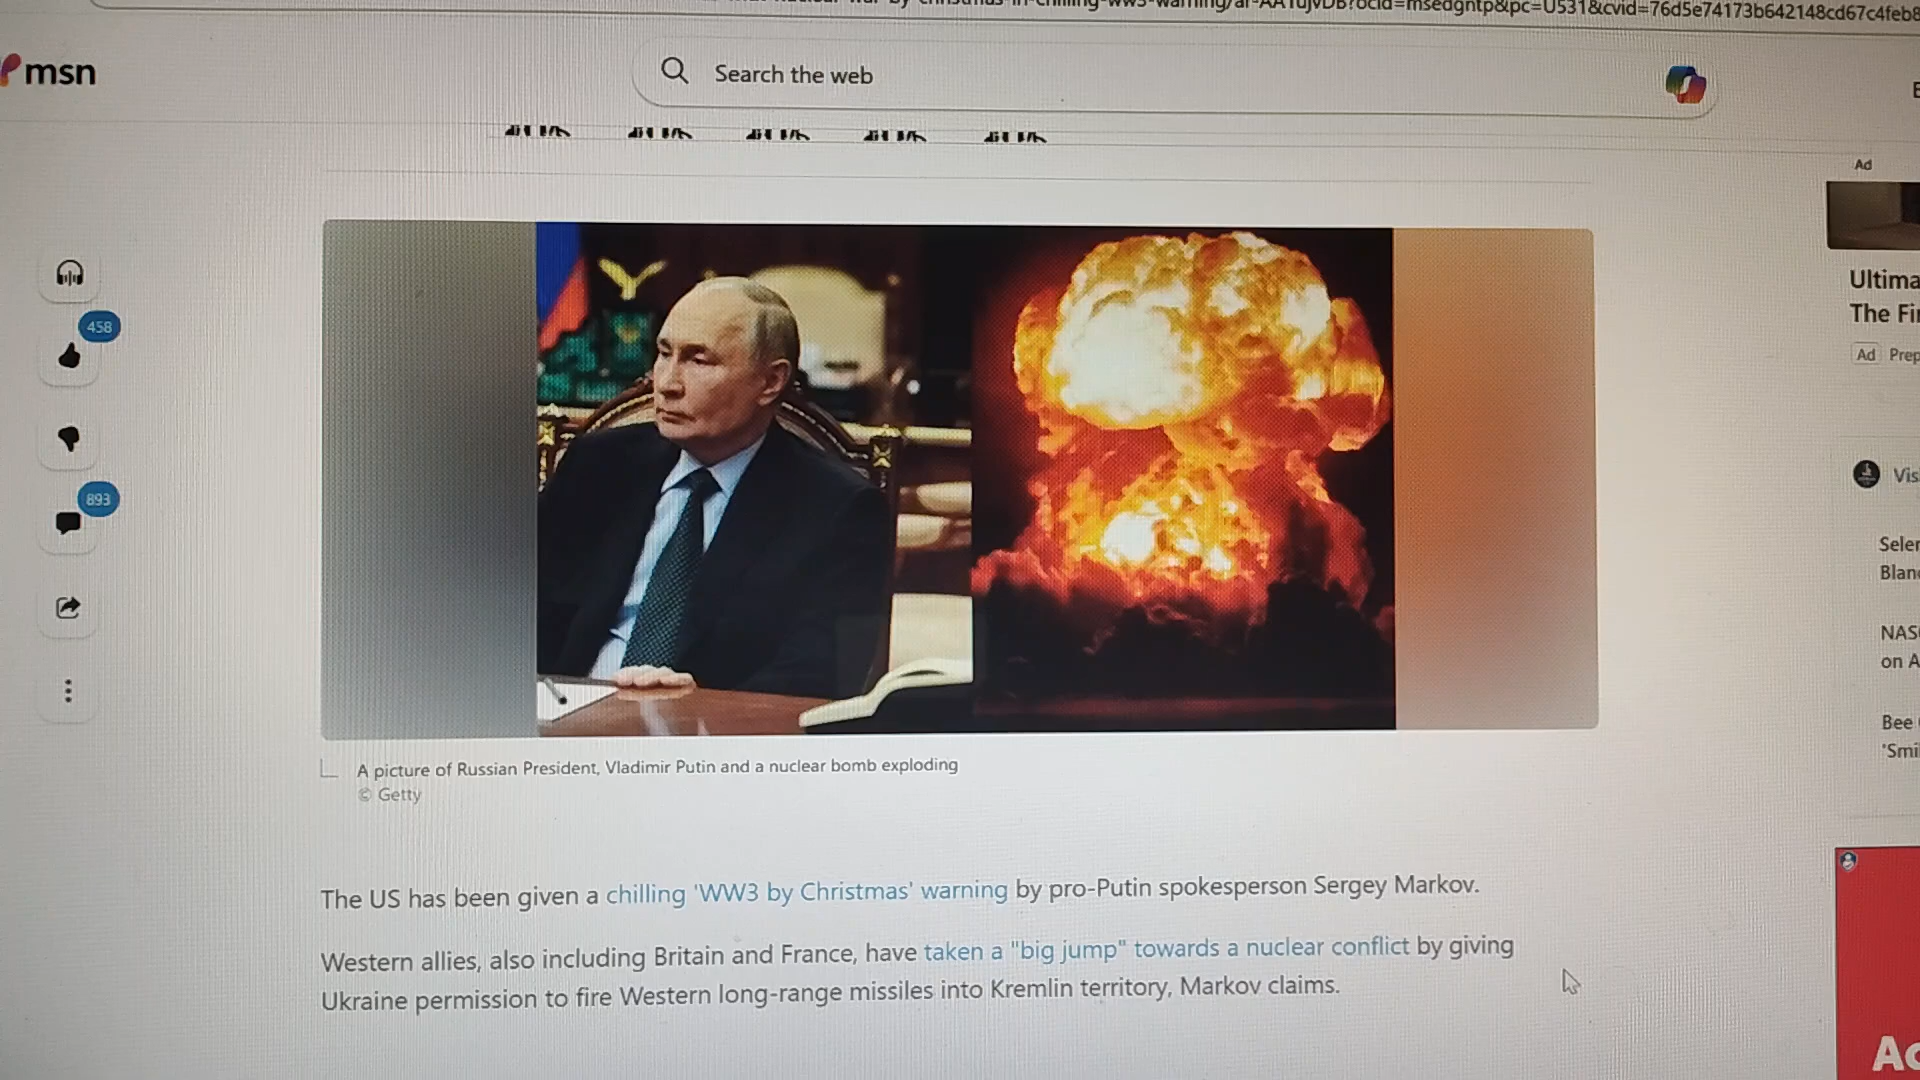 msn
Search the web
Ad
458
893
Ad
A picture of Russian President, Vladimir Putin and a nuclear bomb exploding
© Getty
The US has been given a chilling 'WW3 by Christmas' warning by pro-Putin spokesperson Sergey Markov.
Western allies, also including Britain and France, have taken a "big jump" towards a nuclear conflict by giving
Ukraine permission to fire Western long-range missiles into Kremlin territory, Markov claims.
The
on
Bee